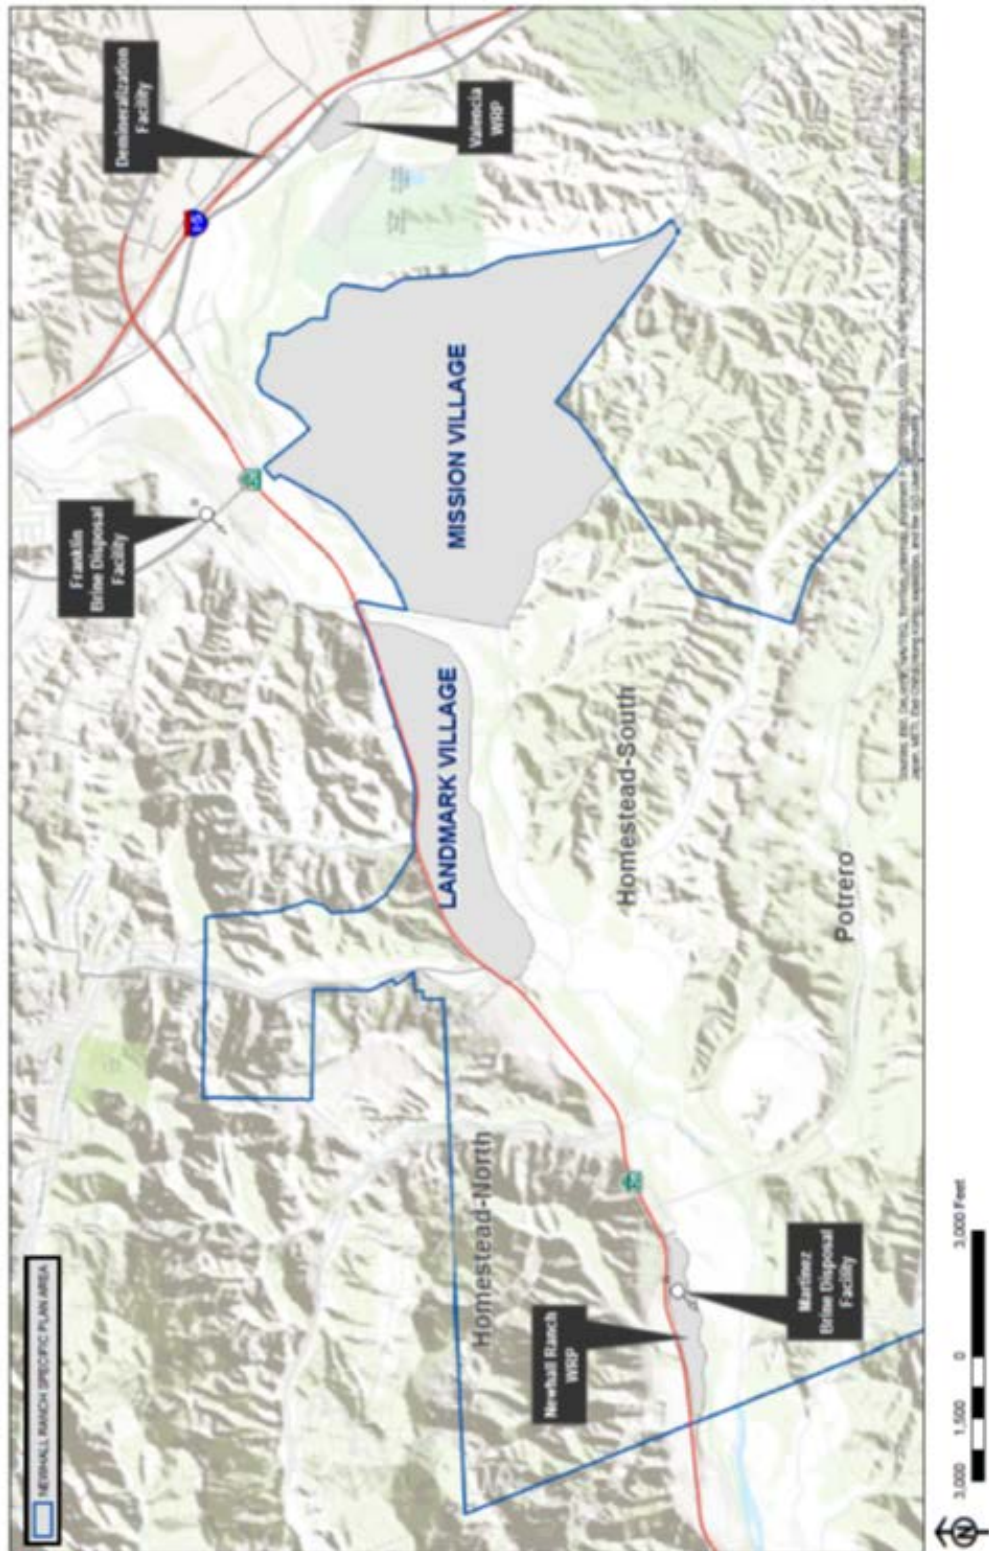 NEWHALL RANCH SPECIFIC PLAN AREA
Demineralization
Facility
Valencia
WRP
I-5
Franklin
Brine Disposal
Facility
MISSION VILLAGE
LANDMARK VILLAGE
Homestead-South
Potrero
Homestead-North
Newhall Ranch
WRP
Martinez
Brine Disposal
Facility
N
3,000 1,500 0 3,000 Feet